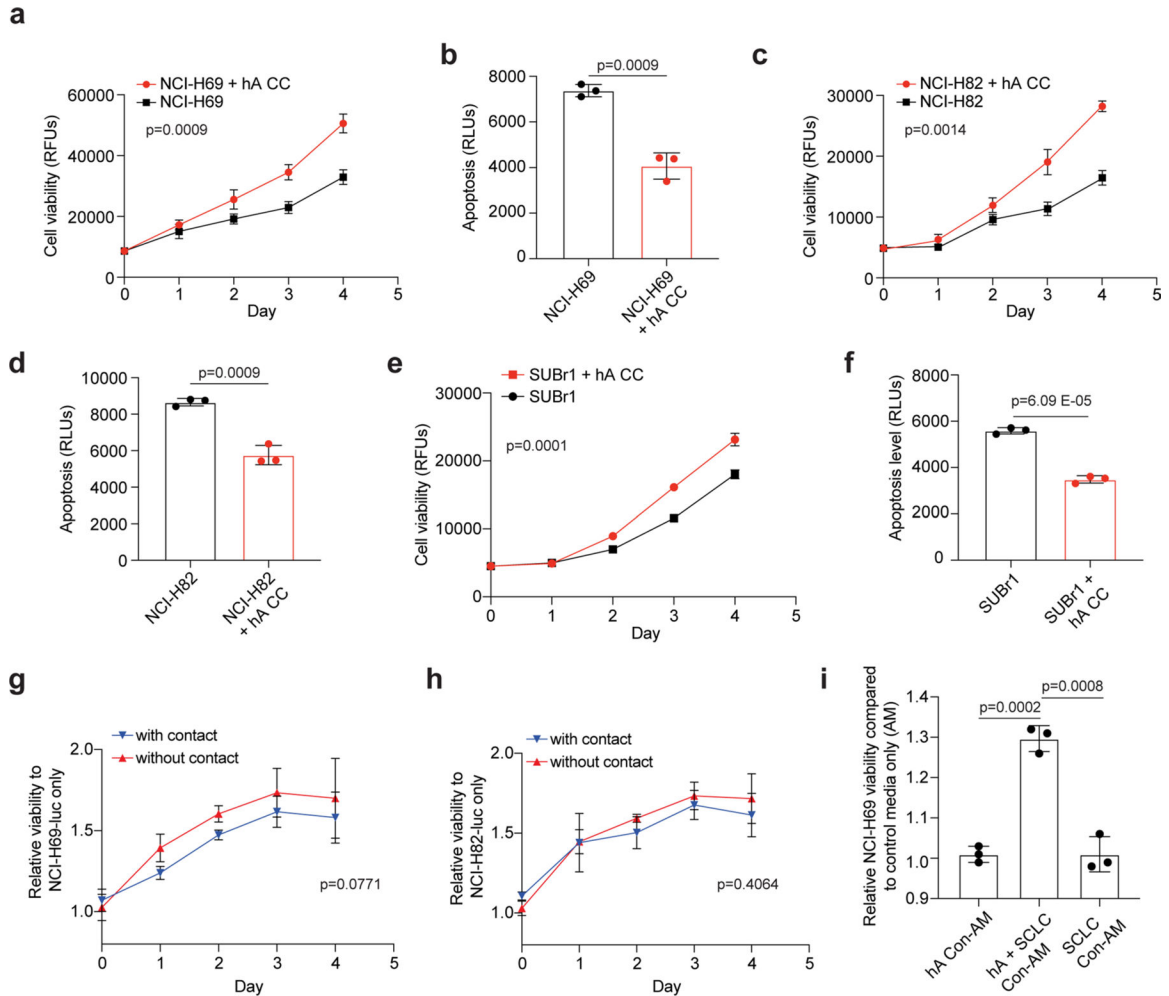 a
NCI-H69 + hA CC
NCI-H69
p=0.0009
Cell viability (RFUs)
60000
40000
20000
0
0 1 2 3 4 5
Day
b
p=0.0009
Apoptosis (RLUs)
8000
6000
4000
2000
0
NCI-H69
NCI-H69
+ hA CC
c
NCI-H82 + hA CC
NCI-H82
p=0.0014
Cell viability (RFUs)
30000
20000
10000
0
0 1 2 3 4 5
Day
d
p=0.0009
Apoptosis (RLUs)
10000
8000
6000
4000
2000
0
NCI-H82
NCI-H82
+ hA CC
e
SUBr1 + hA CC
SUBr1
p=0.0001
Cell viability (RFUs)
30000
20000
10000
0
0 1 2 3 4 5
Day
f
p=6.09 E-05
Apoptosis level (RLUs)
8000
6000
4000
2000
0
SUBr1
SUBr1 +
hA CC
g
with contact
without contact
Relative viability to
NCI-H69-luc only
2.0
1.5
1.0
p=0.0771
0 1 2 3 4 5
Day
h
with contact
without contact
Relative viability to
NCI-H82-luc only
2.0
1.5
1.0
p=0.4064
0 1 2 3 4 5
Day
i
p=0.0008
p=0.0002
Relative NCI-H69 viability compared
to control media only (AM)
1.4
1.3
1.2
1.1
1.0
0.9
hA Con-AM
hA + SCLC
Con-AM
SCLC
Con-AM